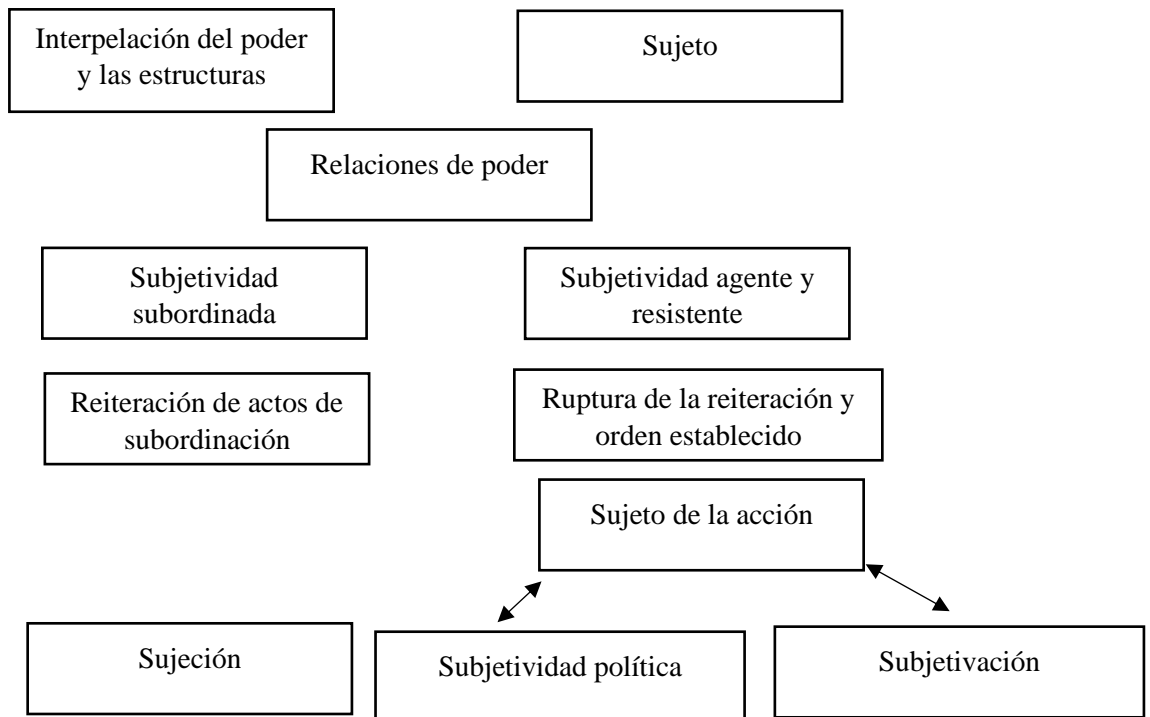 Interpelación del poder
y las estructuras
Sujeto
Relaciones de poder
Subjetividad
subordinada
Subjetividad agente y
resistente
Reiteración de actos de
subordinación
Ruptura de la reiteración y
orden establecido
Sujeto de la acción
Sujeción
Subjetividad política
Subjetivación